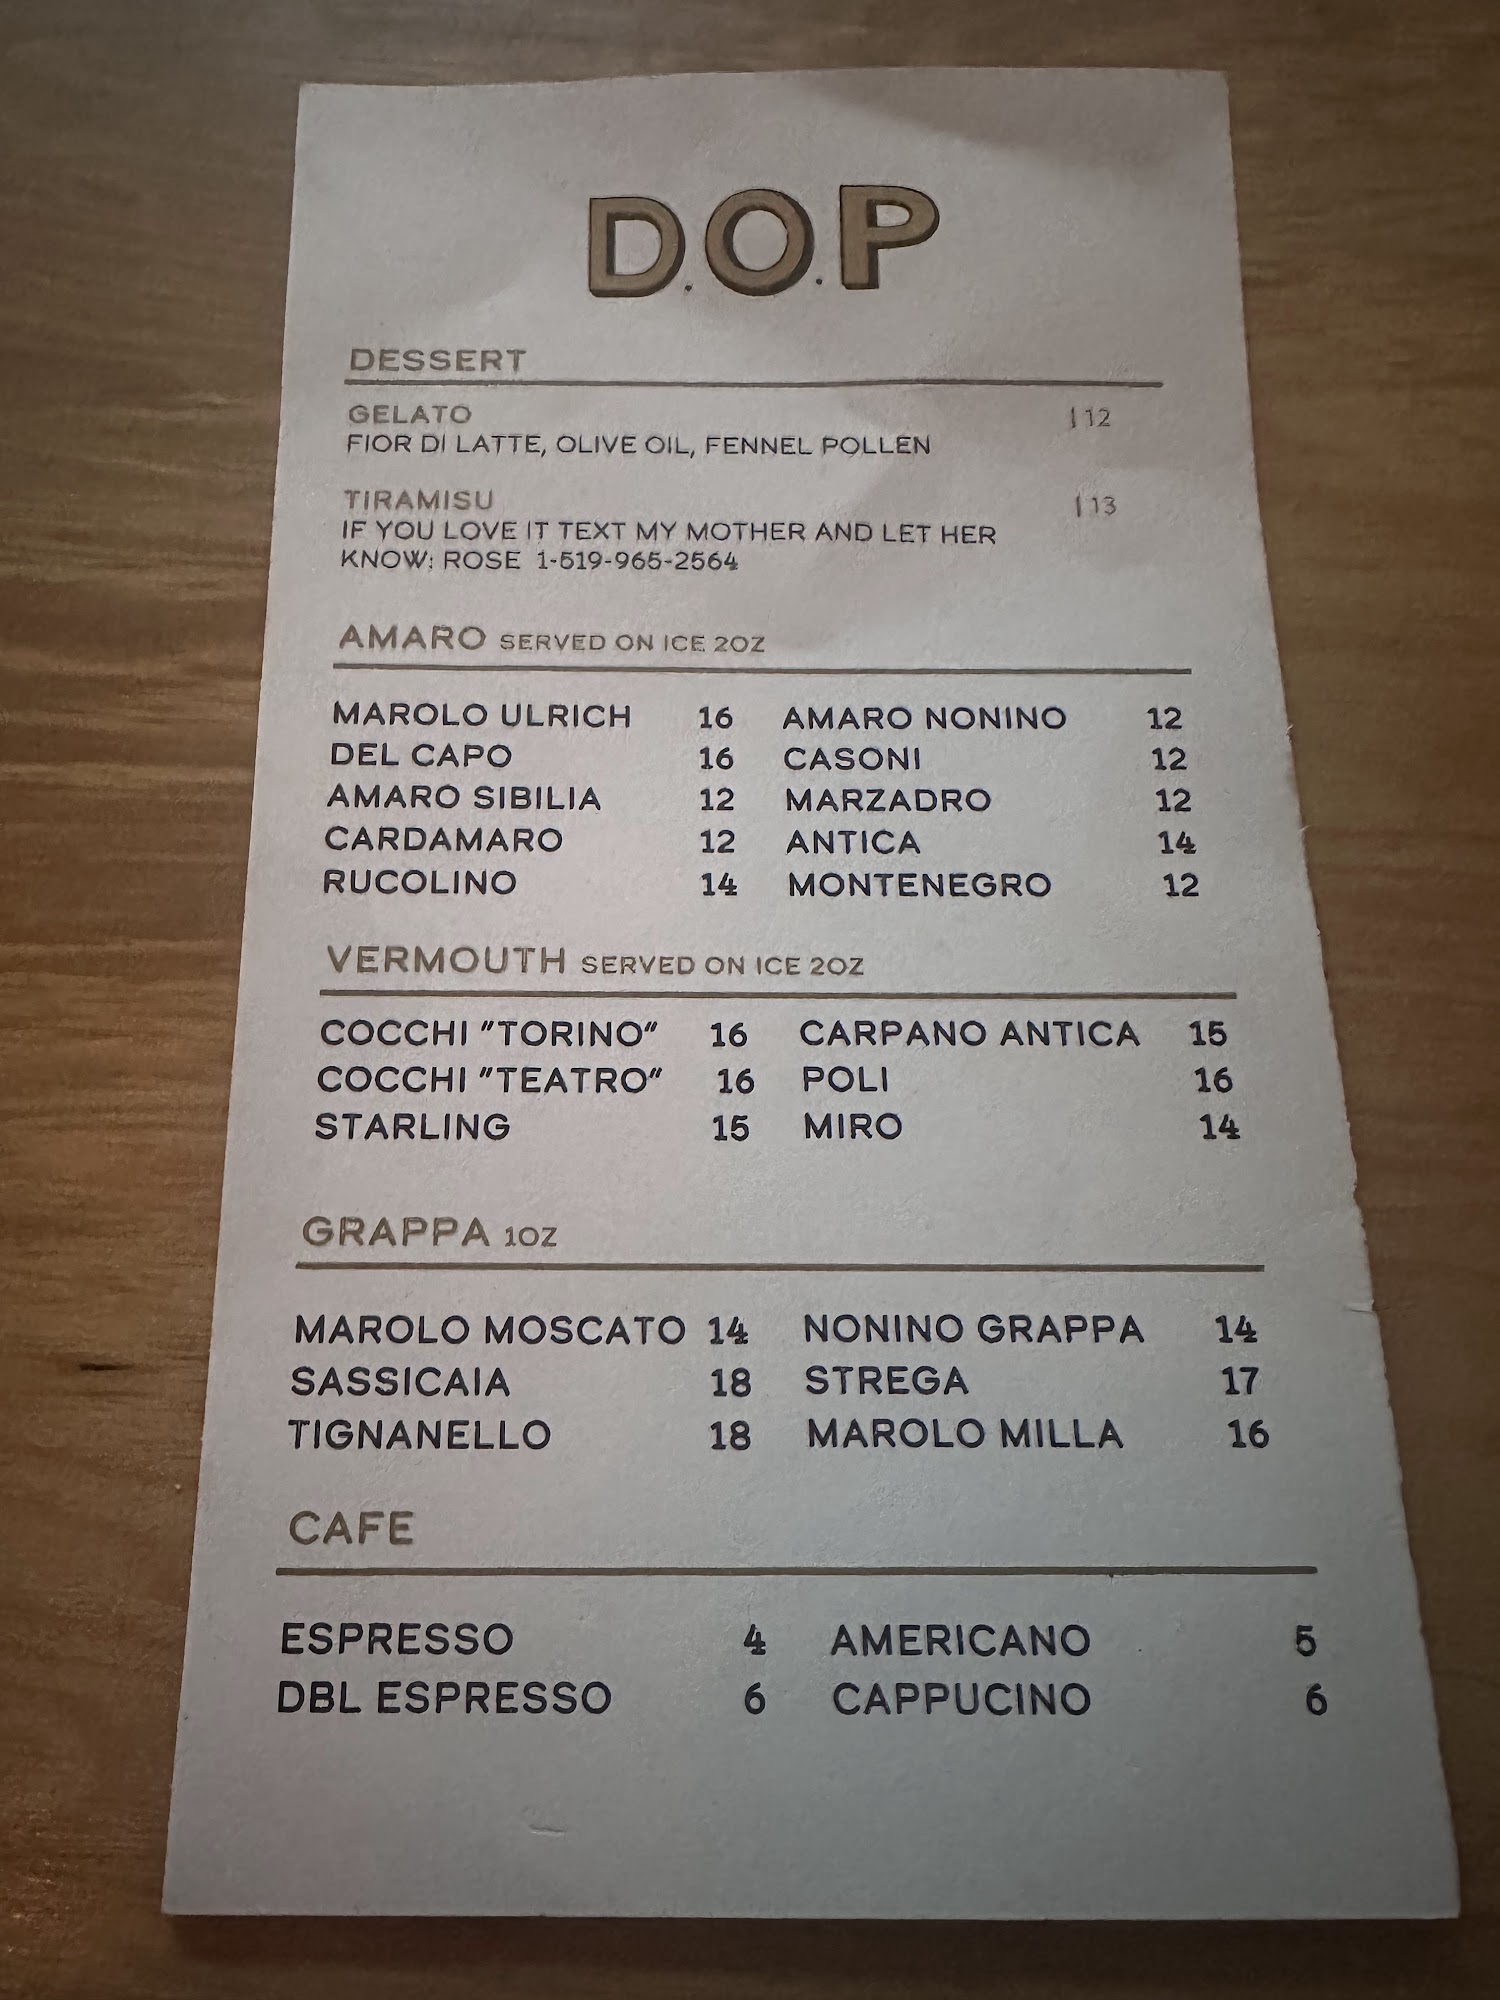 D.O.P
DESSERT
GELATO | 12
FIOR DI LATTE, OLIVE OIL, FENNEL POLLEN
TIRAMISU | 13
IF YOU LOVE IT TEXT MY MOTHER AND LET HER
KNOW: ROSE 1-519-965-2564
AMARO SERVED ON ICE 2OZ
MAROLO ULRICH 16 AMARO NONINO 12
DEL CAPO 16 CASONI 12
AMARO SIBILIA 12 MARZADRO 12
CARDAMARO 12 ANTICA 14
RUCOLINO 14 MONTENEGRO 12
VERMOUTH SERVED ON ICE 2OZ
COCCHI "TORINO" 16 CARPANO ANTICA 15
COCCHI "TEATRO" 16 POLI 16
STARLING 15 MIRO 14
GRAPPA 1OZ
MAROLO MOSCATO 14 NONINO GRAPPA 14
SASSICAIA 18 STREGA 17
TIGNANELLO 18 MAROLO MILLA 16
CAFE
ESPRESSO 4 AMERICANO 5
DBL ESPRESSO 6 CAPPUCINO 6